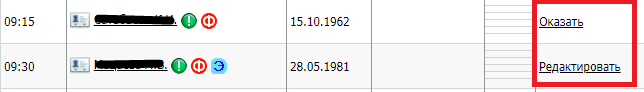 09:15 Ф 15.10.1962 Оказать
09:30 Ф Э 28.05.1981 Редактировать